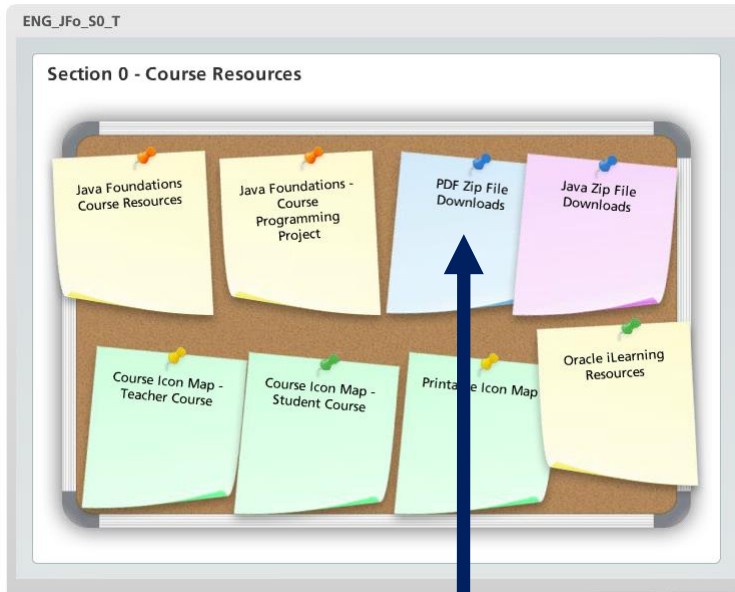 ENG_JFo_S0_T
Section 0 - Course Resources
Java Foundations
Course Resources
Java Foundations -
Course
Programming
Project
PDF Zip File
Downloads
Java Zip File
Downloads
Course Icon Map -
Teacher Course
Course Icon Map -
Student Course
Icon Map
Oracle iLearning
Resources